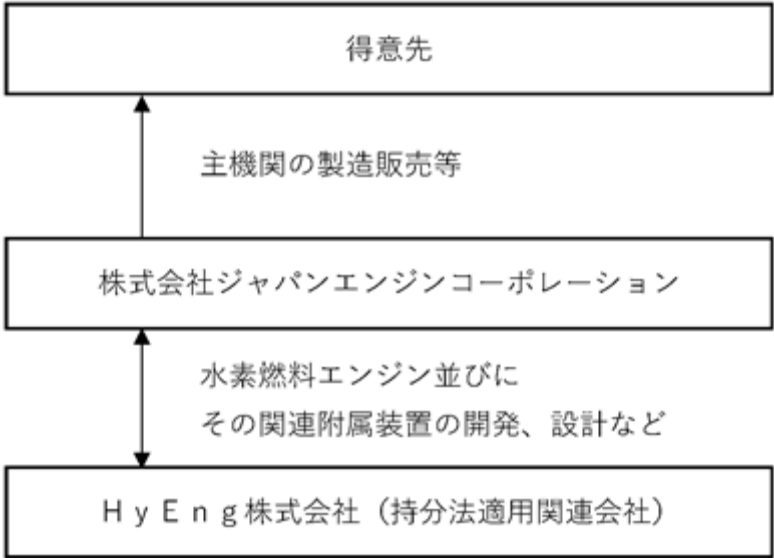 得意先
主機関の製造販売等
株式会社ジャパンエンジンコーポレーション
水素燃料エンジン並びに
その関連附属装置の開発、設計など
ＨｙＥｎｇ株式会社（持分法適用関連会社）